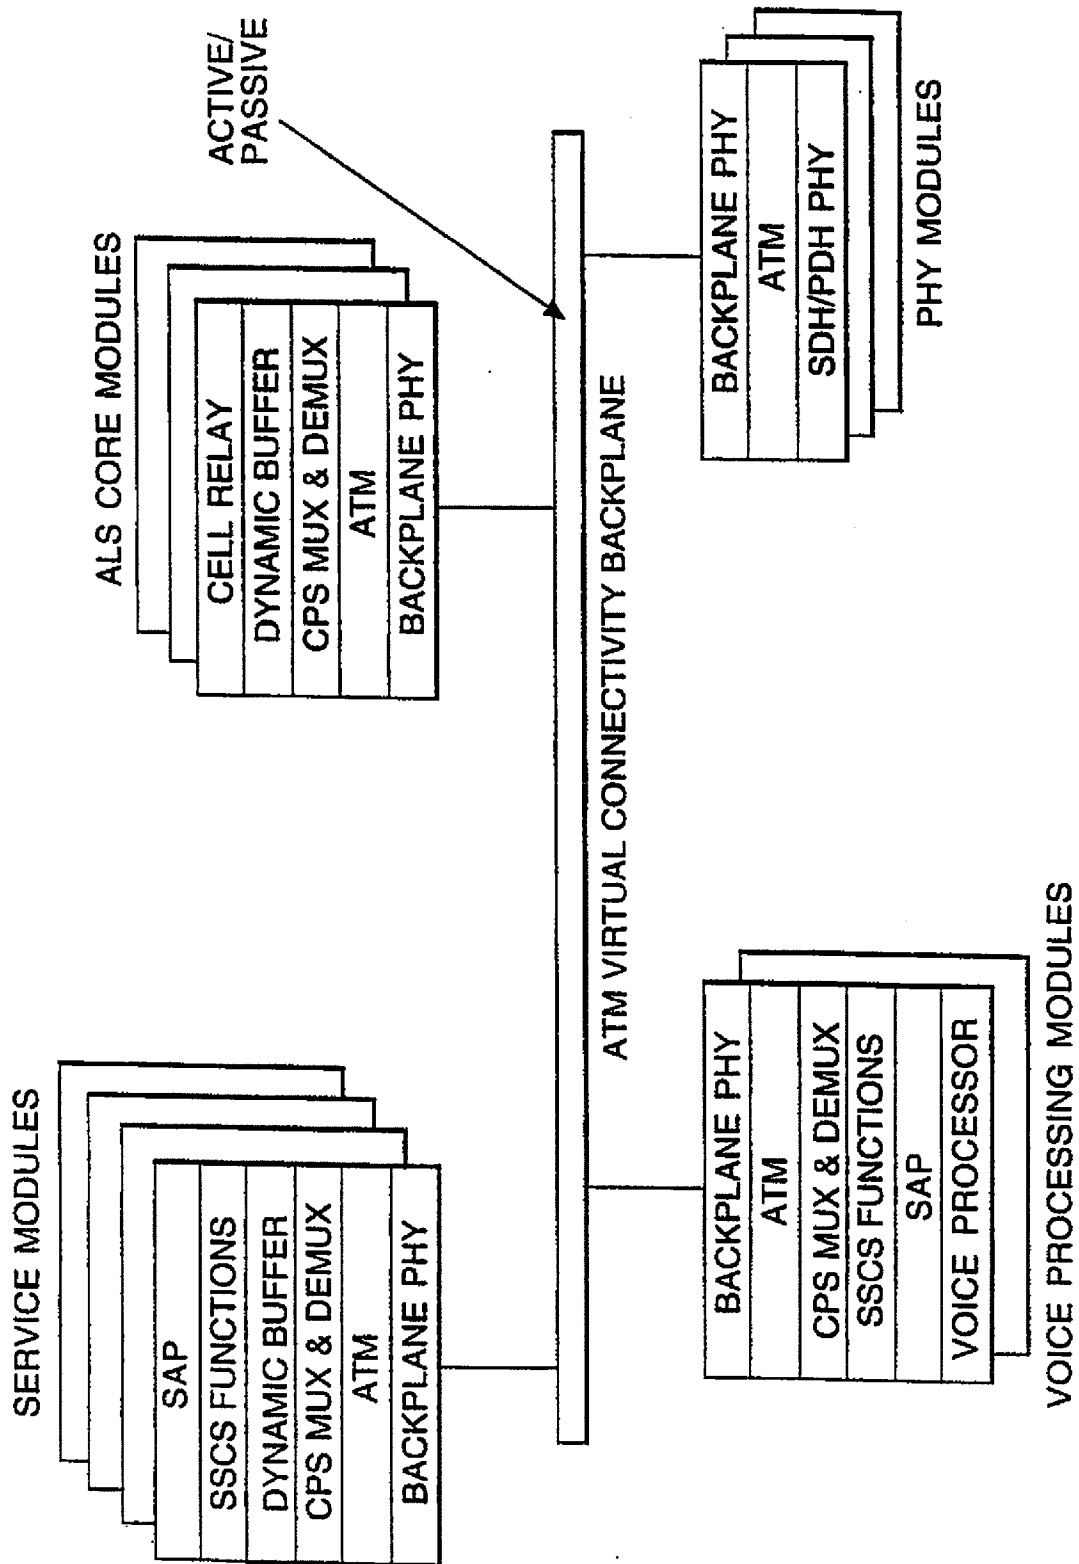 SERVICE MODULES
SAP
SSCS FUNCTIONS
DYNAMIC BUFFER
CPS MUX & DEMUX
ATM
BACKPLANE PHY
ALS CORE MODULES
CELL RELAY
DYNAMIC BUFFER
CPS MUX & DEMUX
ATM
BACKPLANE PHY
ACTIVE/
PASSIVE
ATM VIRTUAL CONNECTIVITY BACKPLANE
BACKPLANE PHY
ATM
CPS MUX & DEMUX
SSCS FUNCTIONS
SAP
VOICE PROCESSOR
VOICE PROCESSING MODULES
BACKPLANE PHY
ATM
SDH/PDH PHY
PHY MODULES